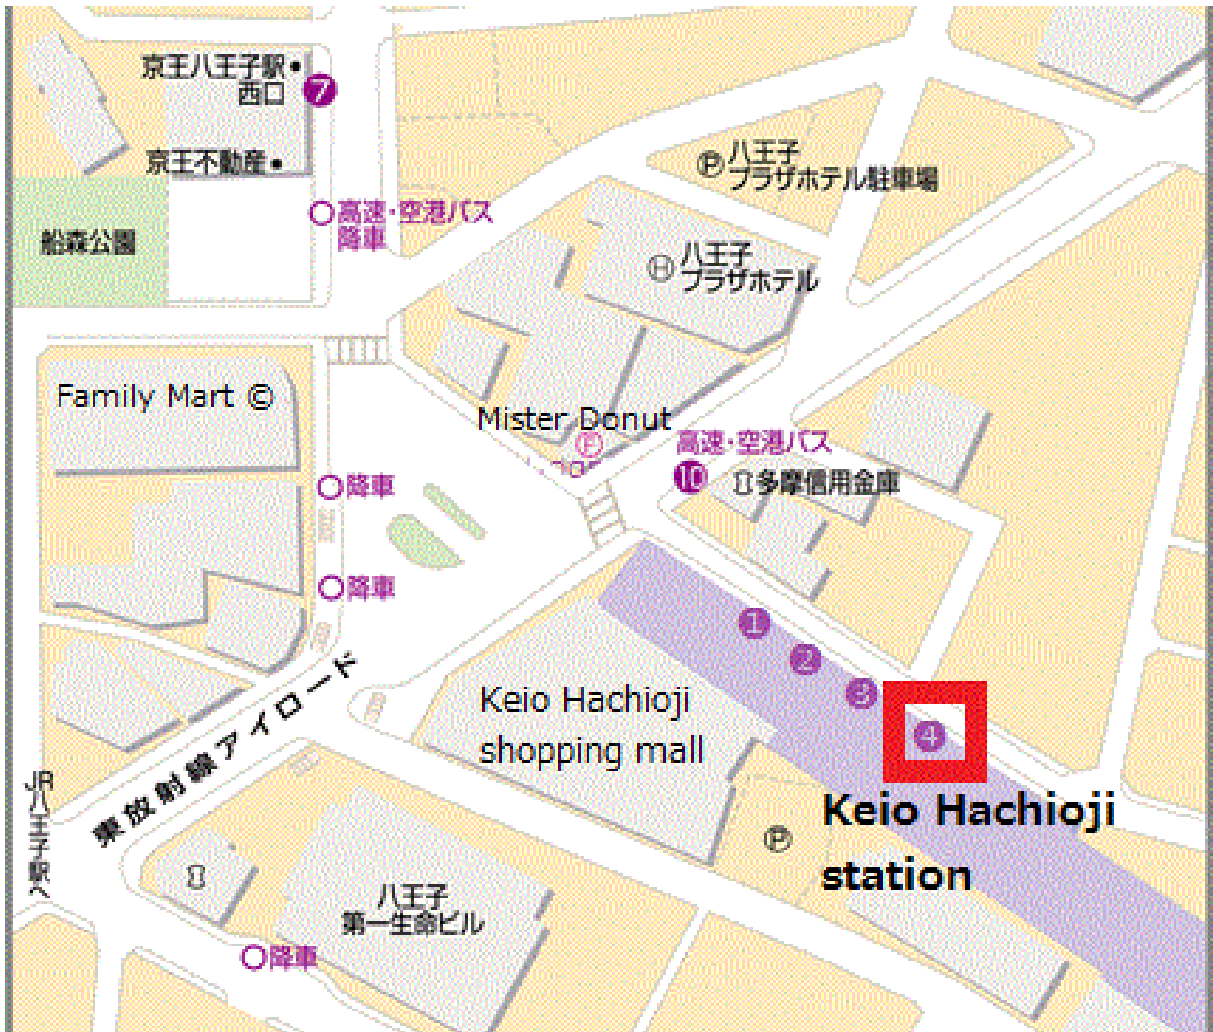 京王八王子駅
西口
7
京王不動産
高速・空港バス
降車
船森公園
P
八王子
プラザホテル駐車場
H
八王子
プラザホテル
Family Mart ©
Mister Donut
高速・空港バス
10
多摩信用金庫
降車
降車
1
2
3
4
Keio Hachioji
shopping mall
東放射線アイロード
JR八王子駅へ
Keio Hachioji
station
P
八王子
第一生命ビル
降車